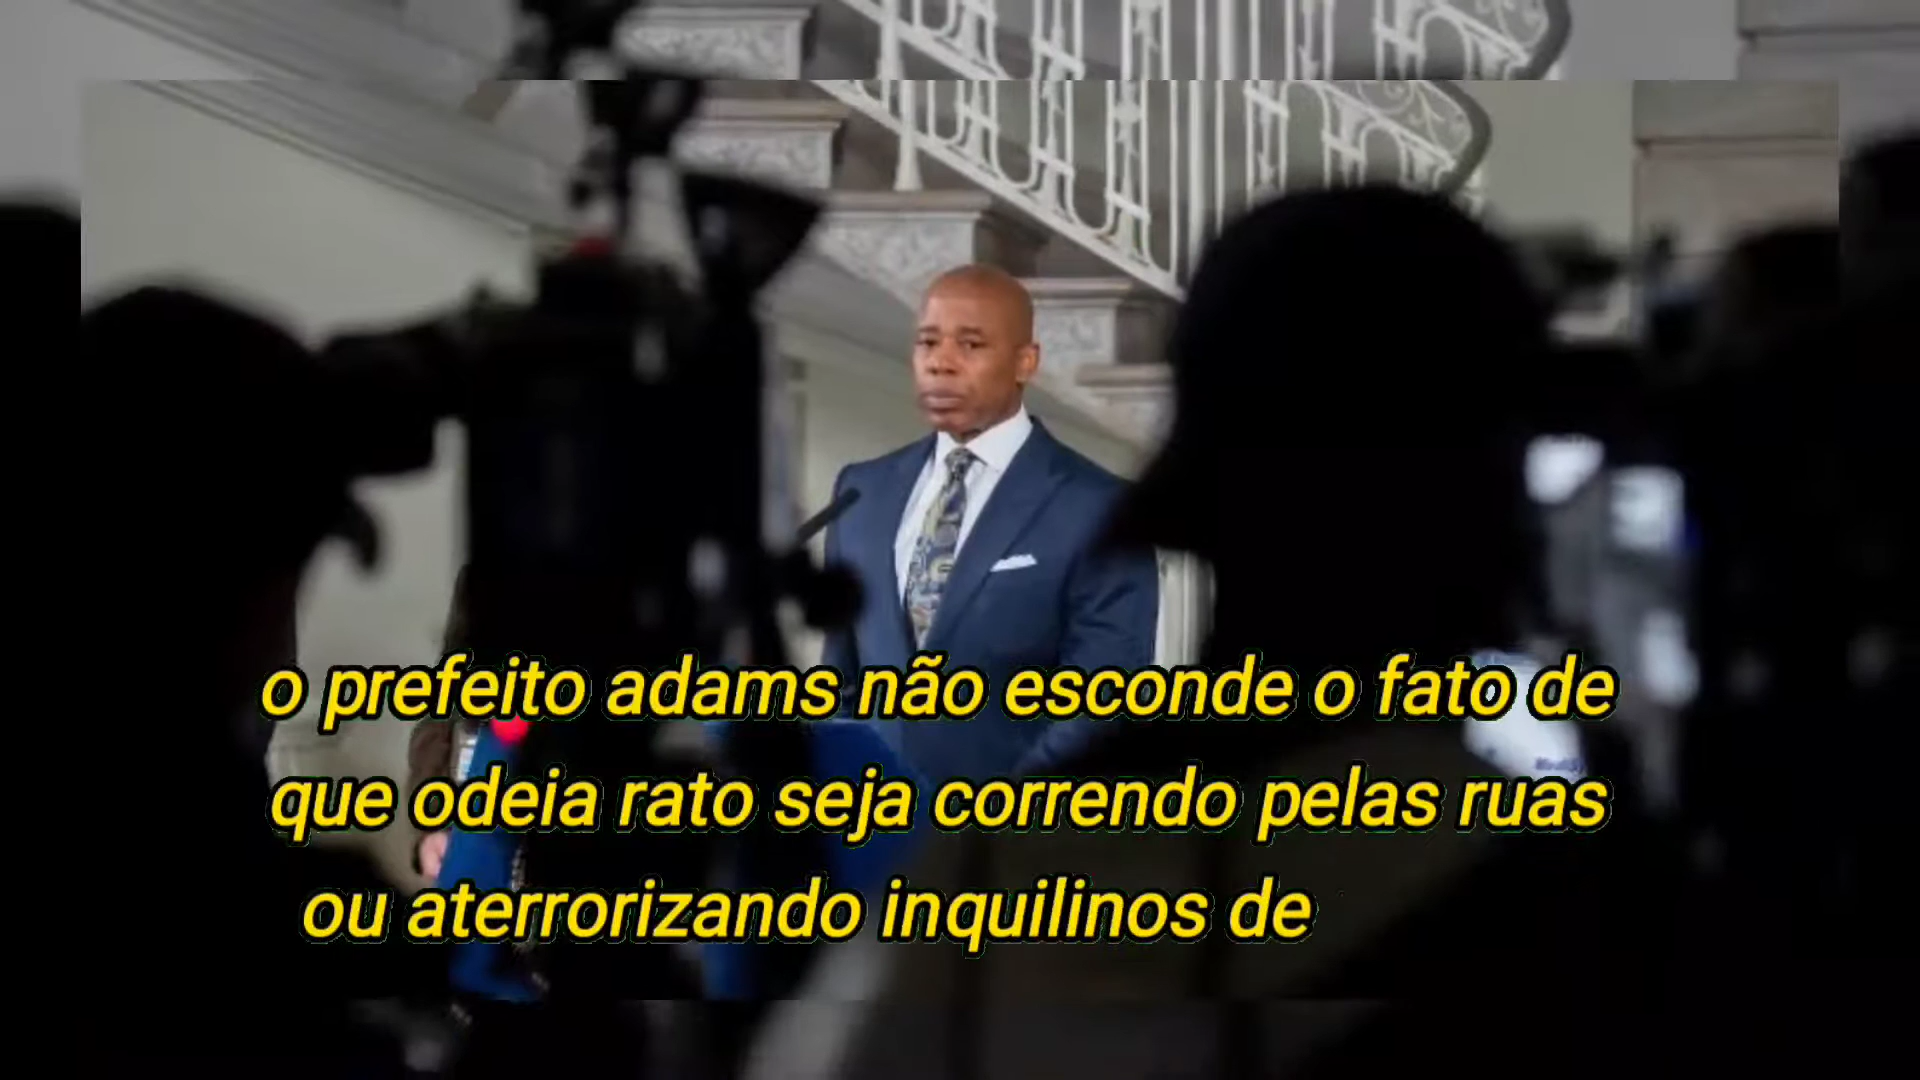 o prefeito adams não esconde o fato de
que odeia rato seja correndo pelas ruas
ou aterrorizando inquilinos de